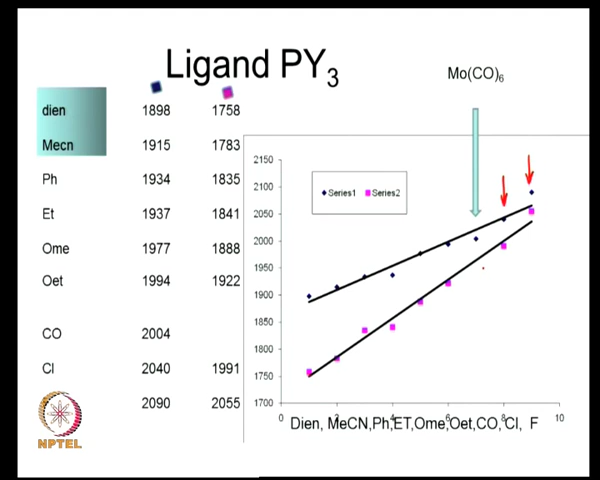 Ligand PY3
Mo(CO)6
dien 1898 1758
Mecn 1915 1783
Ph 1934 1835
Et 1937 1841
Ome 1977 1888
Oet 1994 1922
CO 2004
Cl 2040 1991
2090 2055
2150
2100
2050
2000
1950
1900
1850
1800
1750
1700
Series1 Series2
0 2 4 6 8 10
Dien, MeCN,Ph,ET,Ome,Oet,CO,Cl, F
NPTEL